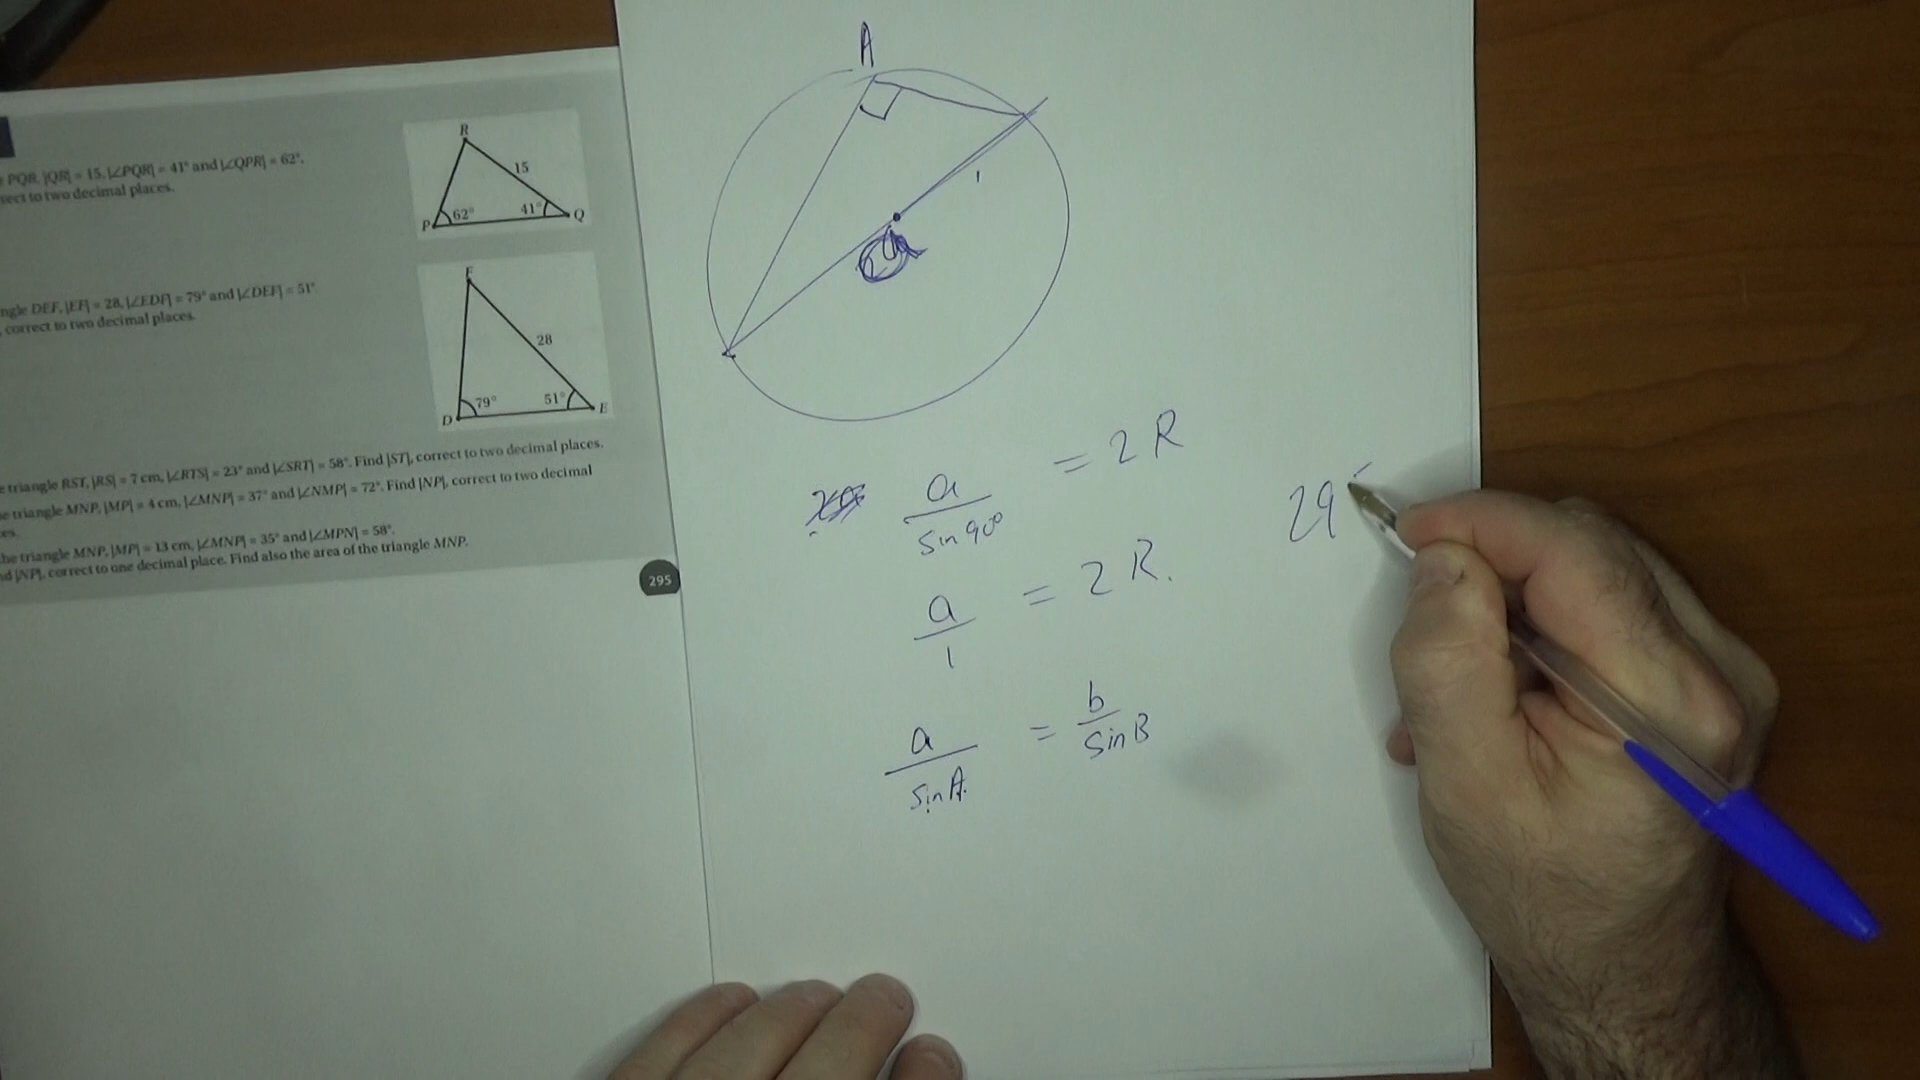 PQR, |QR| = 15, |∠PQR| = 41° and |∠QPR| = 62°.
to two decimal places.
R
15
62°
41°
P
Q
DEF, |EF| = 28, |∠EDF| = 79° and |∠DEF| = 51°.
correct to two decimal places.
F
28
79°
51°
D
E
triangle RST, |RS| = 7 cm, |∠RTS| = 23° and |∠SRT| = 58°. Find |ST|, correct to two decimal places.
triangle MNP, |MP| = 4 cm, |∠MNP| = 37° and |∠NMP| = 72°. Find |NP|, correct to two decimal
triangle MNP, |MP| = 13 cm, |∠MNP| = 35° and |∠MPN| = 58°.
|NP|, correct to one decimal place. Find also the area of the triangle MNP.
295
A
a
a / sin 90° = 2R
a / 1 = 2R.
a / sin A = b / sin B
29